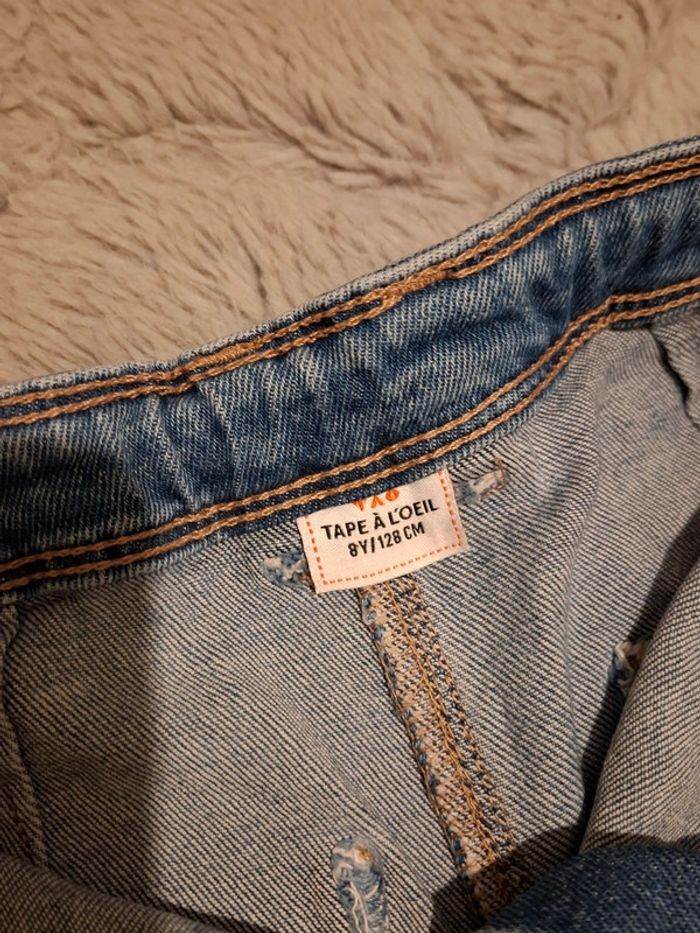 TAPE À L'OEIL
8Y/128 CM